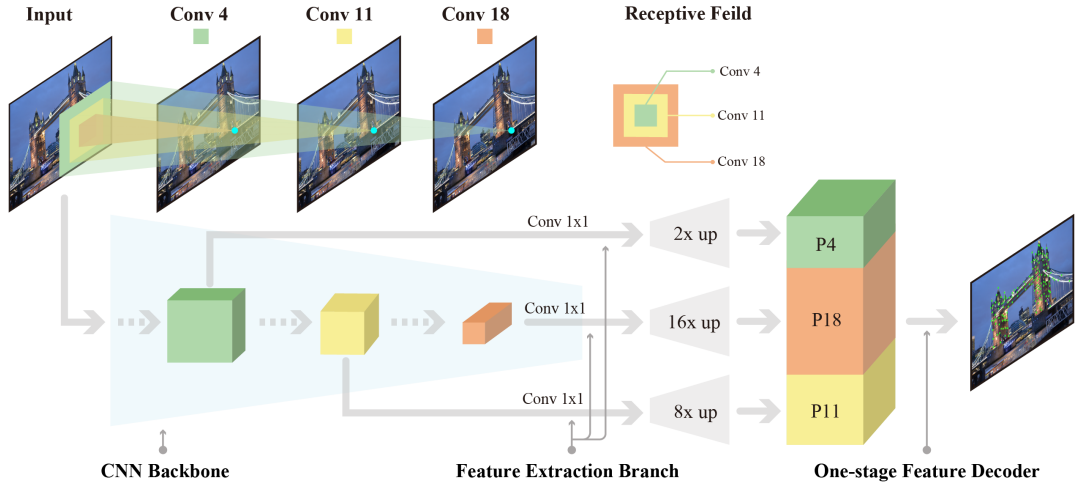 Input
Conv 4
Conv 11
Conv 18
Receptive Feild
Conv 4
Conv 11
Conv 18
Conv 1x1
2x up
P4
Conv 1x1
16x up
P18
Conv 1x1
8x up
P11
CNN Backbone
Feature Extraction Branch
One-stage Feature Decoder